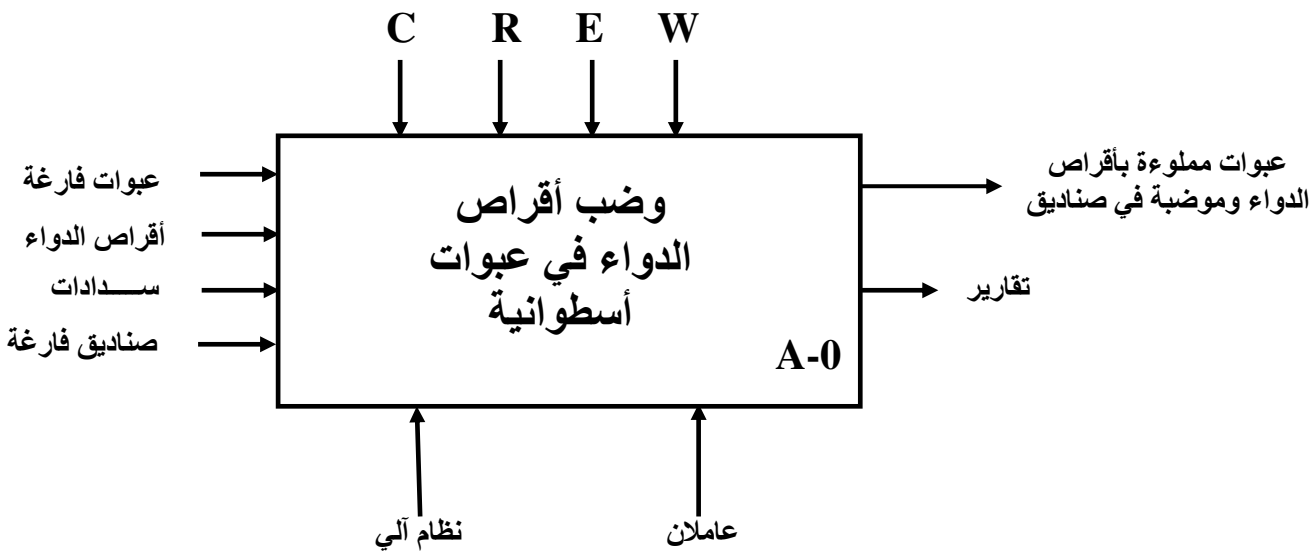 C R E W
عبوات فارغة
أقراص الدواء
ســـــدادات
صناديق فارغة
وضب أقراص
الدواء في عبوات
أسطوانية
A-0
عبوات مملوءة بأقراص
الدواء وموضبة في صناديق
تقارير
نظام آلي
عاملان